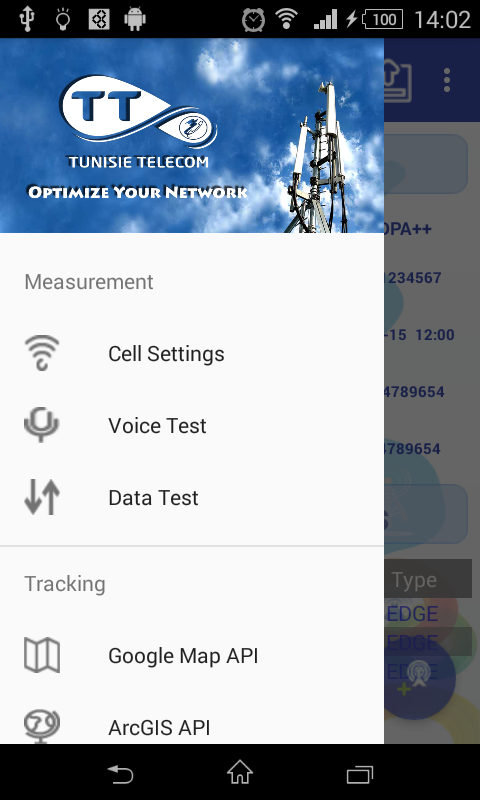 100 14:02
TT
TUNISIE TELECOM
OPTIMIZE YOUR NETWORK
Measurement
Cell Settings
Voice Test
Data Test
Tracking
Google Map API
ArcGIS API
DPA++
1234567
-15 12:00
4789654
4789654
S
Type
EDGE
EDGE
EDGE